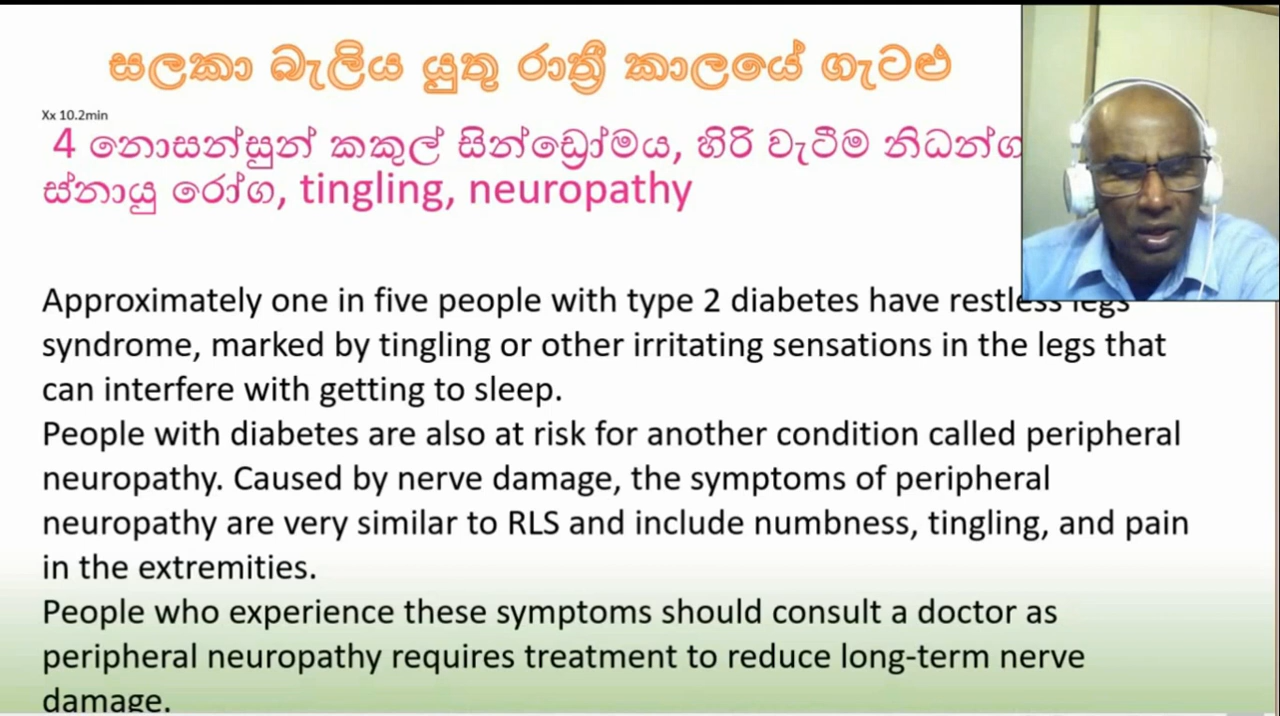 සලකා බැලිය යුතු රාත්‍රී කාලයේ ගැටළු
Xx 10.2min
4 නොසන්සුන් කකුල් සින්ඩ්‍රෝමය, හිරි වැටීම
ස්නායු රෝග, tingling, neuropathy
Approximately one in five people with type 2 diabetes have restless legs
syndrome, marked by tingling or other irritating sensations in the legs that
can interfere with getting to sleep.
People with diabetes are also at risk for another condition called peripheral
neuropathy. Caused by nerve damage, the symptoms of peripheral
neuropathy are very similar to RLS and include numbness, tingling, and pain
in the extremities.
People who experience these symptoms should consult a doctor as
peripheral neuropathy requires treatment to reduce long-term nerve
damage.